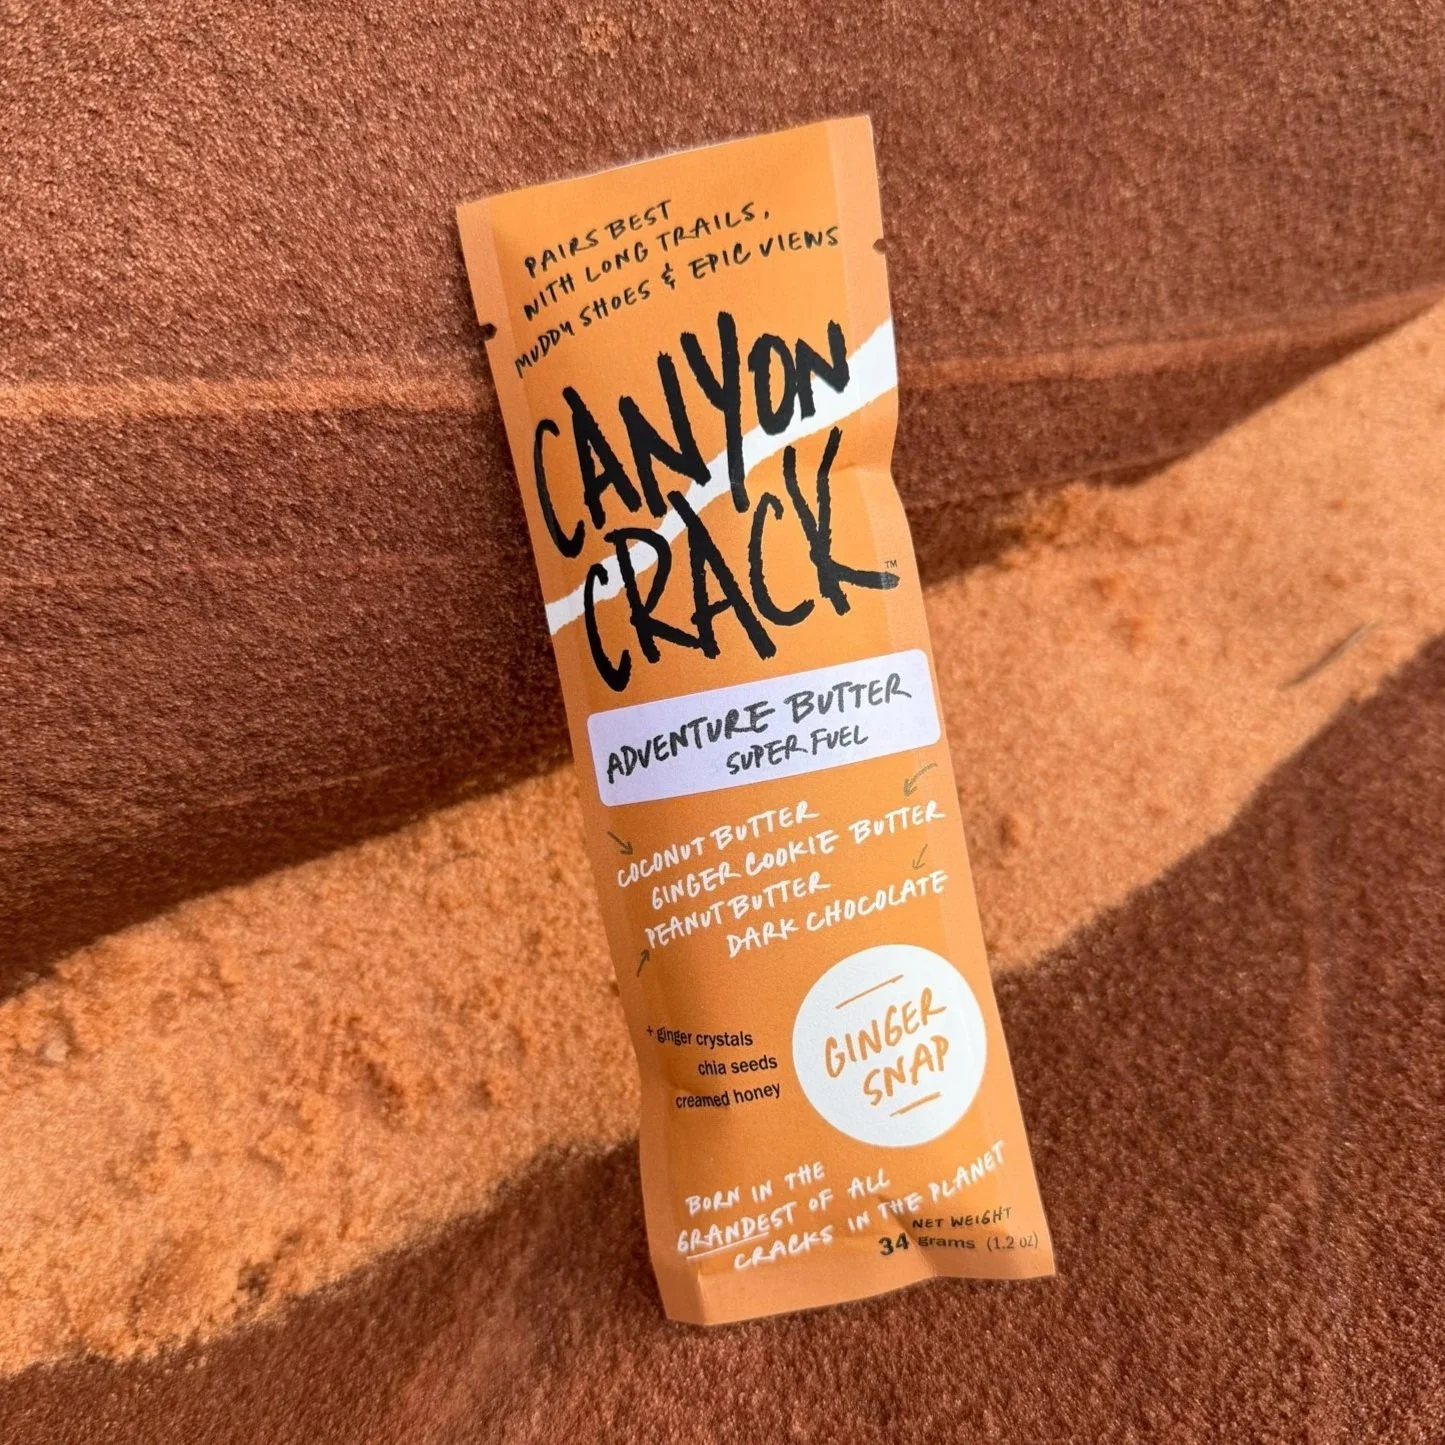 PAIRS BEST
WITH LONG TRAILS,
MUDDY SHOES & EPIC VIEWS
CANYON
CRACK™
ADVENTURE BUTTER
SUPER FUEL
COCONUT BUTTER
GINGER COOKIE BUTTER
PEANUT BUTTER
DARK CHOCOLATE
+ ginger crystals
chia seeds
creamed honey
GINGER
SNAP
BORN IN THE
GRANDEST OF ALL
CRACKS IN THE PLANET
NET WEIGHT
34 grams (1.2 oz)